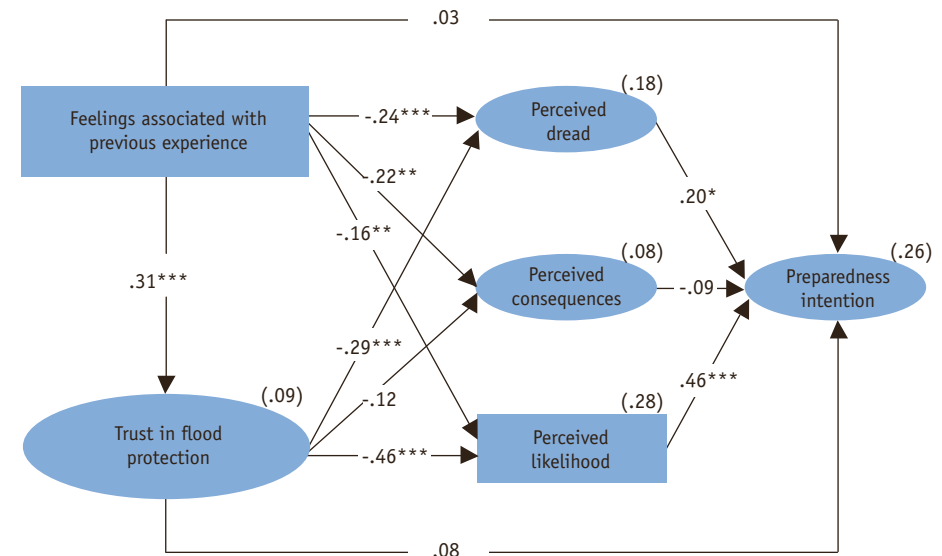 .03
(.18)
Feelings associated with
previous experience
-.24***
Perceived
dread
-.22**
.20*
-.16**
(.08)
(.26)
.31***
Perceived
consequences
-.09
Preparedness
intention
-.29***
(.09)
-.12
.46***
(.28)
Trust in flood
protection
-.46***
Perceived
likelihood
.08